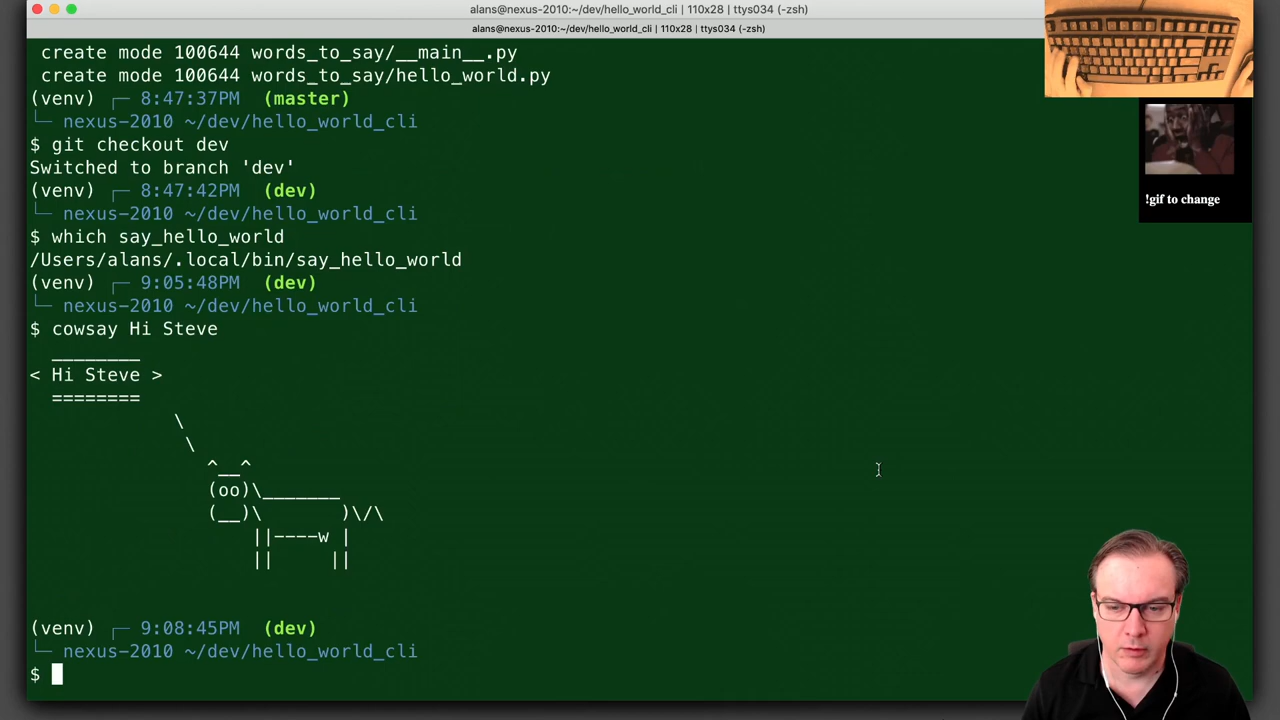 alans@nexus-2010:~/dev/hello_world_cli | 110x28 | ttys034 (-zsh)
alans@nexus-2010:~/dev/hello_world_cli | 110x28 | ttys034 (-zsh)
 create mode 100644 words_to_say/__main__.py
 create mode 100644 words_to_say/hello_world.py
(venv) ┌─ 8:47:37PM  (master)
└─ nexus-2010 ~/dev/hello_world_cli
$ git checkout dev
Switched to branch 'dev'
(venv) ┌─ 8:47:42PM  (dev)
└─ nexus-2010 ~/dev/hello_world_cli
$ which say_hello_world
/Users/alans/.local/bin/say_hello_world
(venv) ┌─ 9:05:48PM  (dev)
└─ nexus-2010 ~/dev/hello_world_cli
$ cowsay Hi Steve
  ________
< Hi Steve >
  ========
             \
              \
                ^__^
                (oo)\_______
                (__)\       )\/\
                    ||----w |
                    ||     ||
(venv) ┌─ 9:08:45PM  (dev)
└─ nexus-2010 ~/dev/hello_world_cli
$
!gif to change